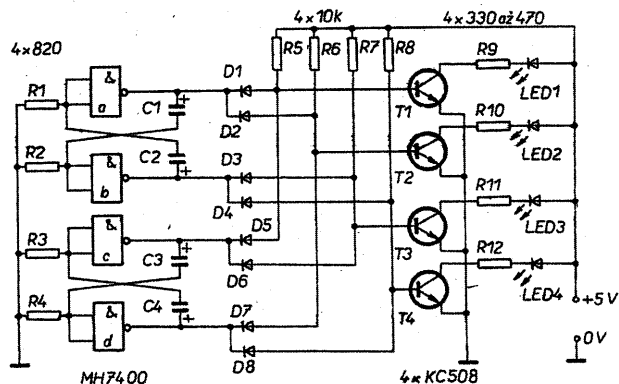 4×820
4×10k
4×330 až 470
R5 R6 R7 R8
R9
R1
&
a
C1 +
D1
D2
T1
LED1
R10
R2
&
b
C2
+
D3
D4
T2
LED2
R11
R3
&
c
C3
+
D5
D6
T3
LED3
R12
R4
&
d
C4
+
D7
D8
T4
LED4
+5 V
0 V
MH7400
4× KC508